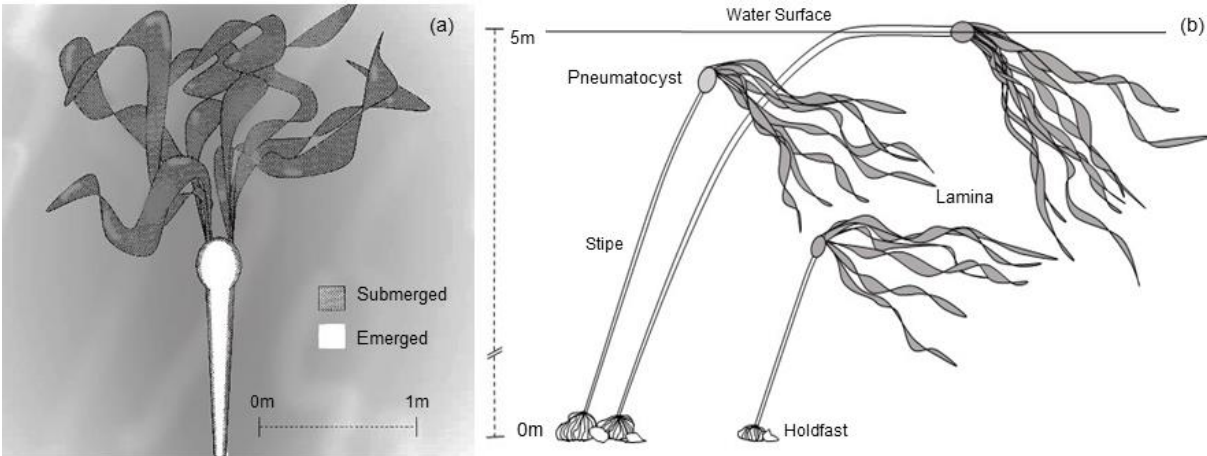 (a)
Submerged
Emerged
0m
1m
Water Surface
(b)
5m
Pneumatocyst
Lamina
Stipe
0m
Holdfast